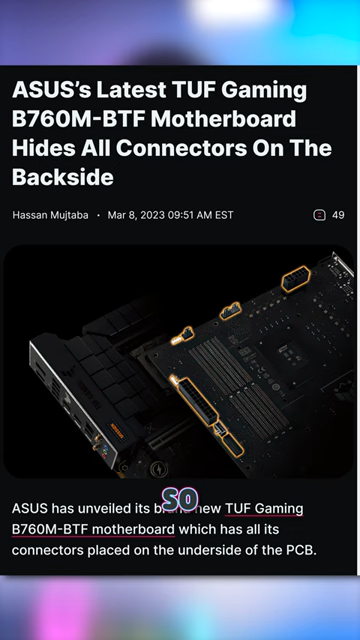 ASUS's Latest TUF Gaming
B760M-BTF Motherboard
Hides All Connectors On The
Backside
Hassan Mujtaba • Mar 8, 2023 09:51 AM EST
49
SO
ASUS has unveiled its brand new TUF Gaming
B760M-BTF motherboard which has all its
connectors placed on the underside of the PCB.